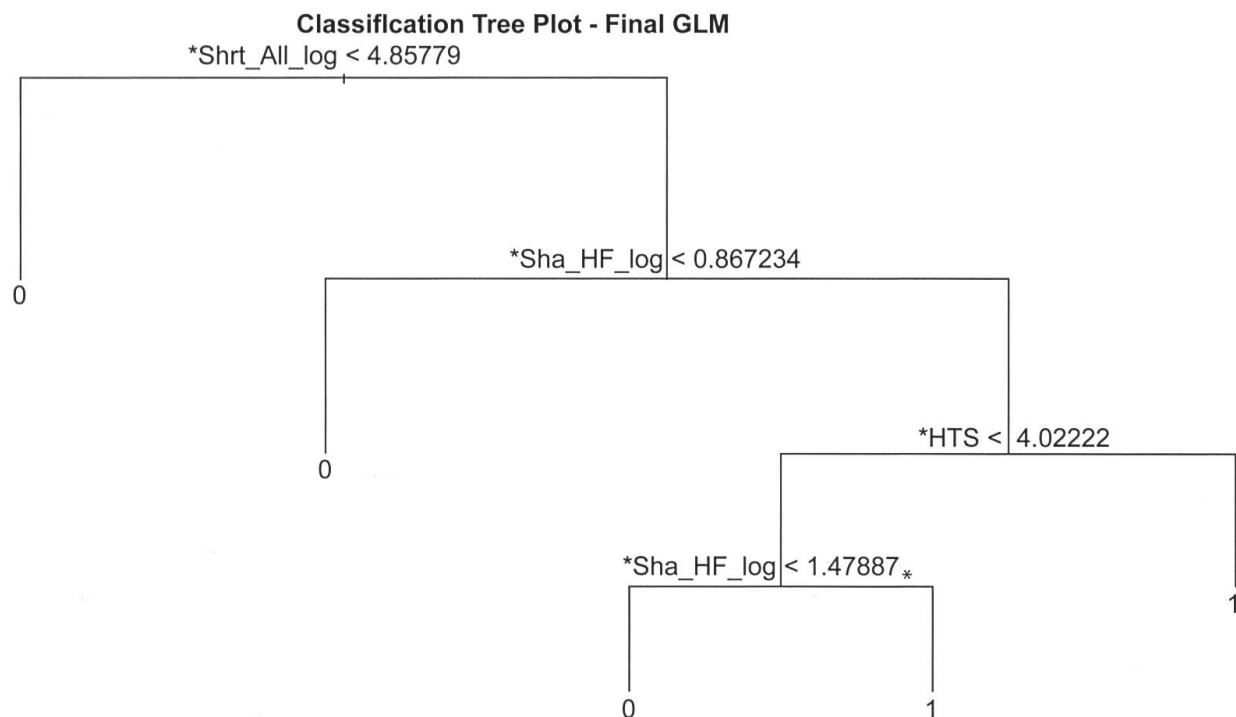 Classiflcation Tree Plot - Final GLM
*Shrt_All_log < 4.85779
*Sha_HF_log < 0.867234
0
*HTS < 4.02222
0
*Sha_HF_log < 1.47887*
1
0 1